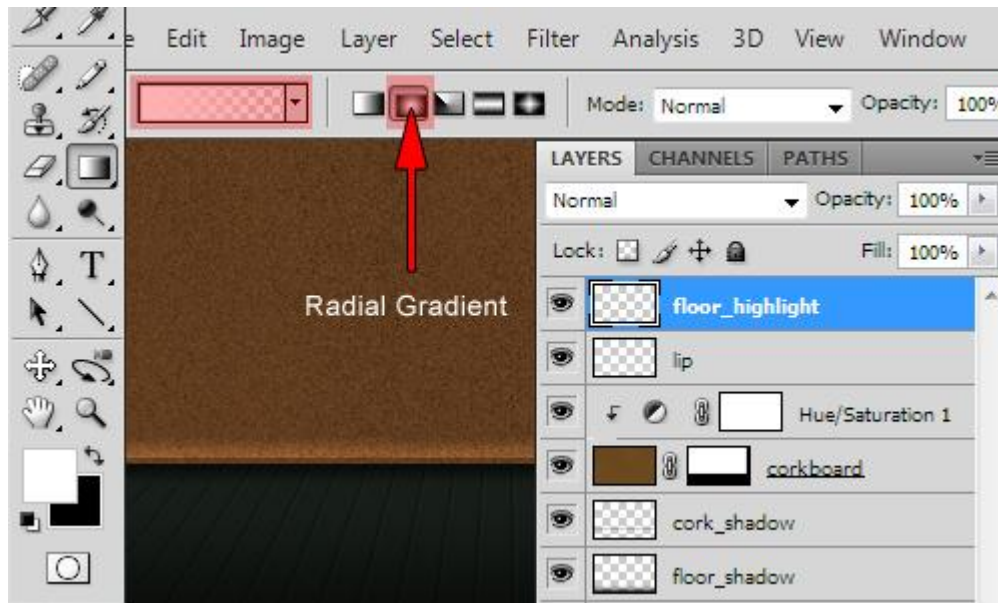 e Edit Image Layer Select Filter Analysis 3D View Window
Mode: Normal Opacity: 100%
LAYERS CHANNELS PATHS
Normal Opacity: 100%
Lock: Fill: 100%
Radial Gradient
floor_highlight
lip
Hue/Saturation 1
corkboard
cork_shadow
floor_shadow
T